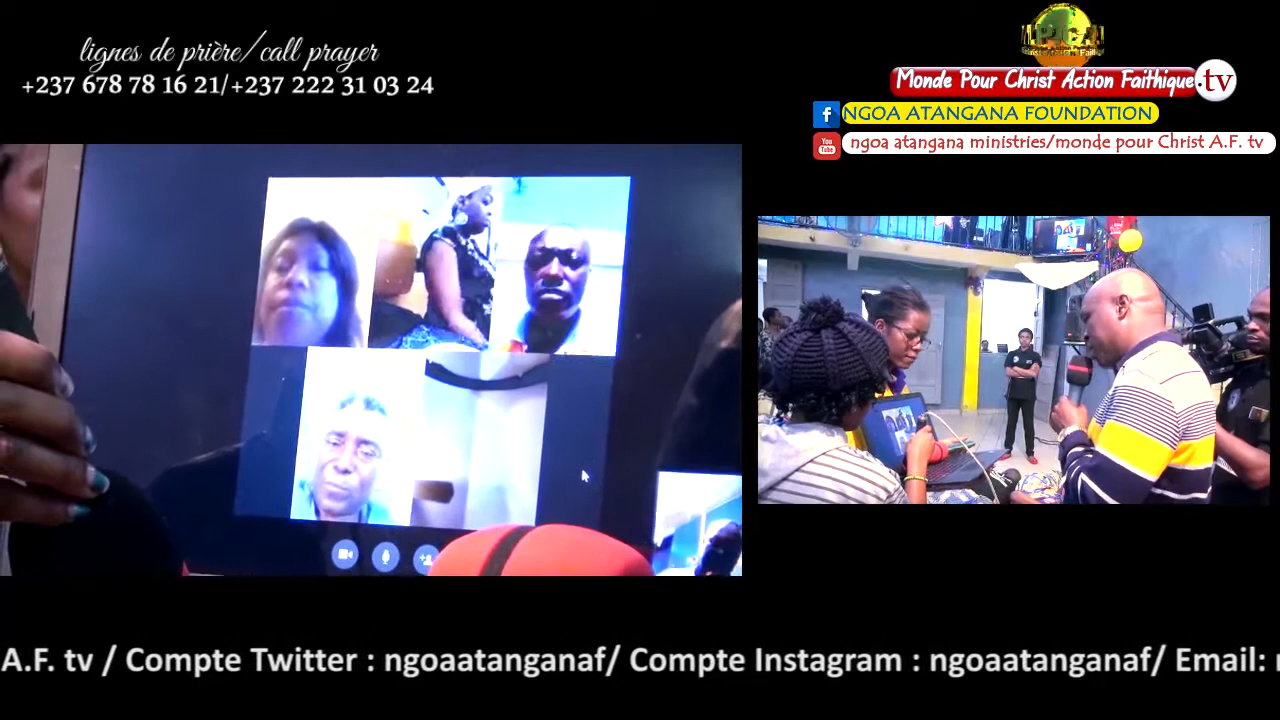 lignes de prière/call prayer
+237 678 78 16 21/+237 222 31 03 24
Monde Pour Christ Action Faithique.tv
f NGOA ATANGANA FOUNDATION
You Tube ngoa atangana ministries/monde pour Christ A.F. tv
A.F. tv / Compte Twitter : ngoaatanganaf/ Compte Instagram : ngoaatanganaf/ Email: